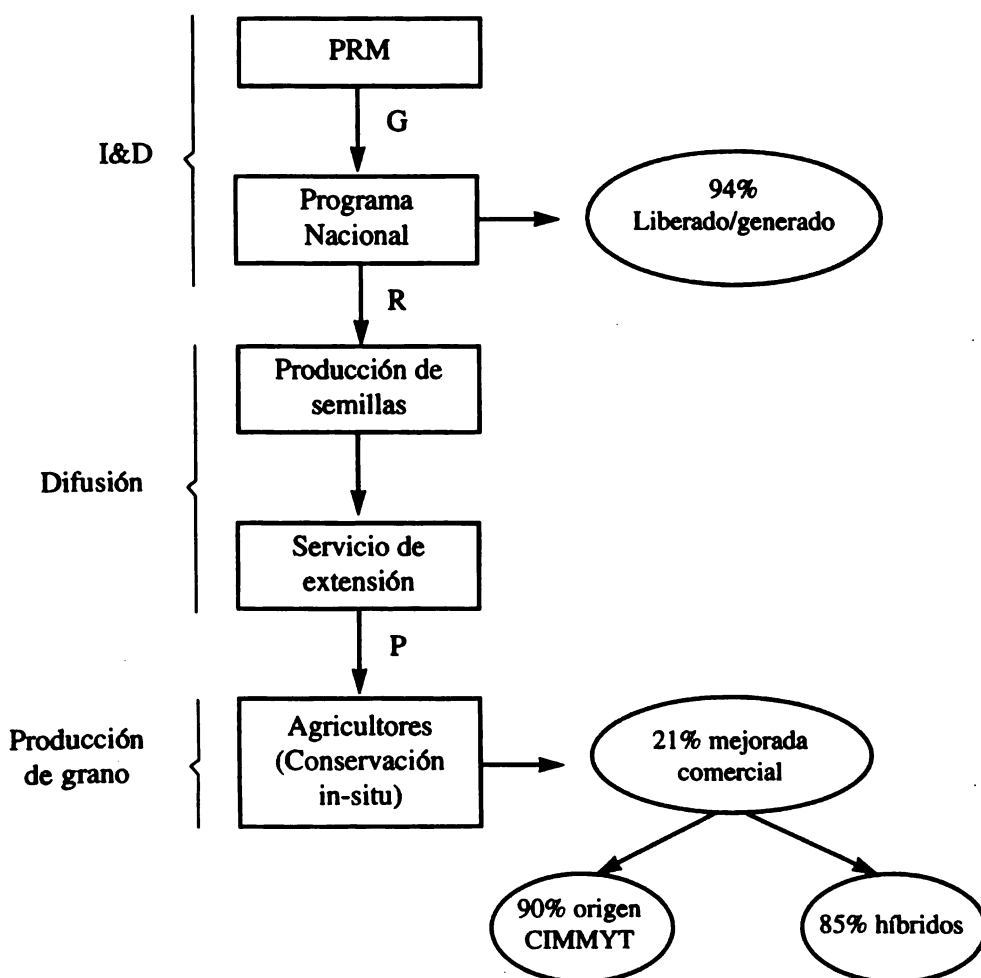 PRM
G
I&D
Programa
Nacional
94%
Liberado/generado
R
Producción de
semillas
Difusión
Servicio de
extensión
P
Producción
de grano
Agricultores
(Conservación
in-situ)
21% mejorada
comercial
90% origen
CIMMYT
85% híbridos